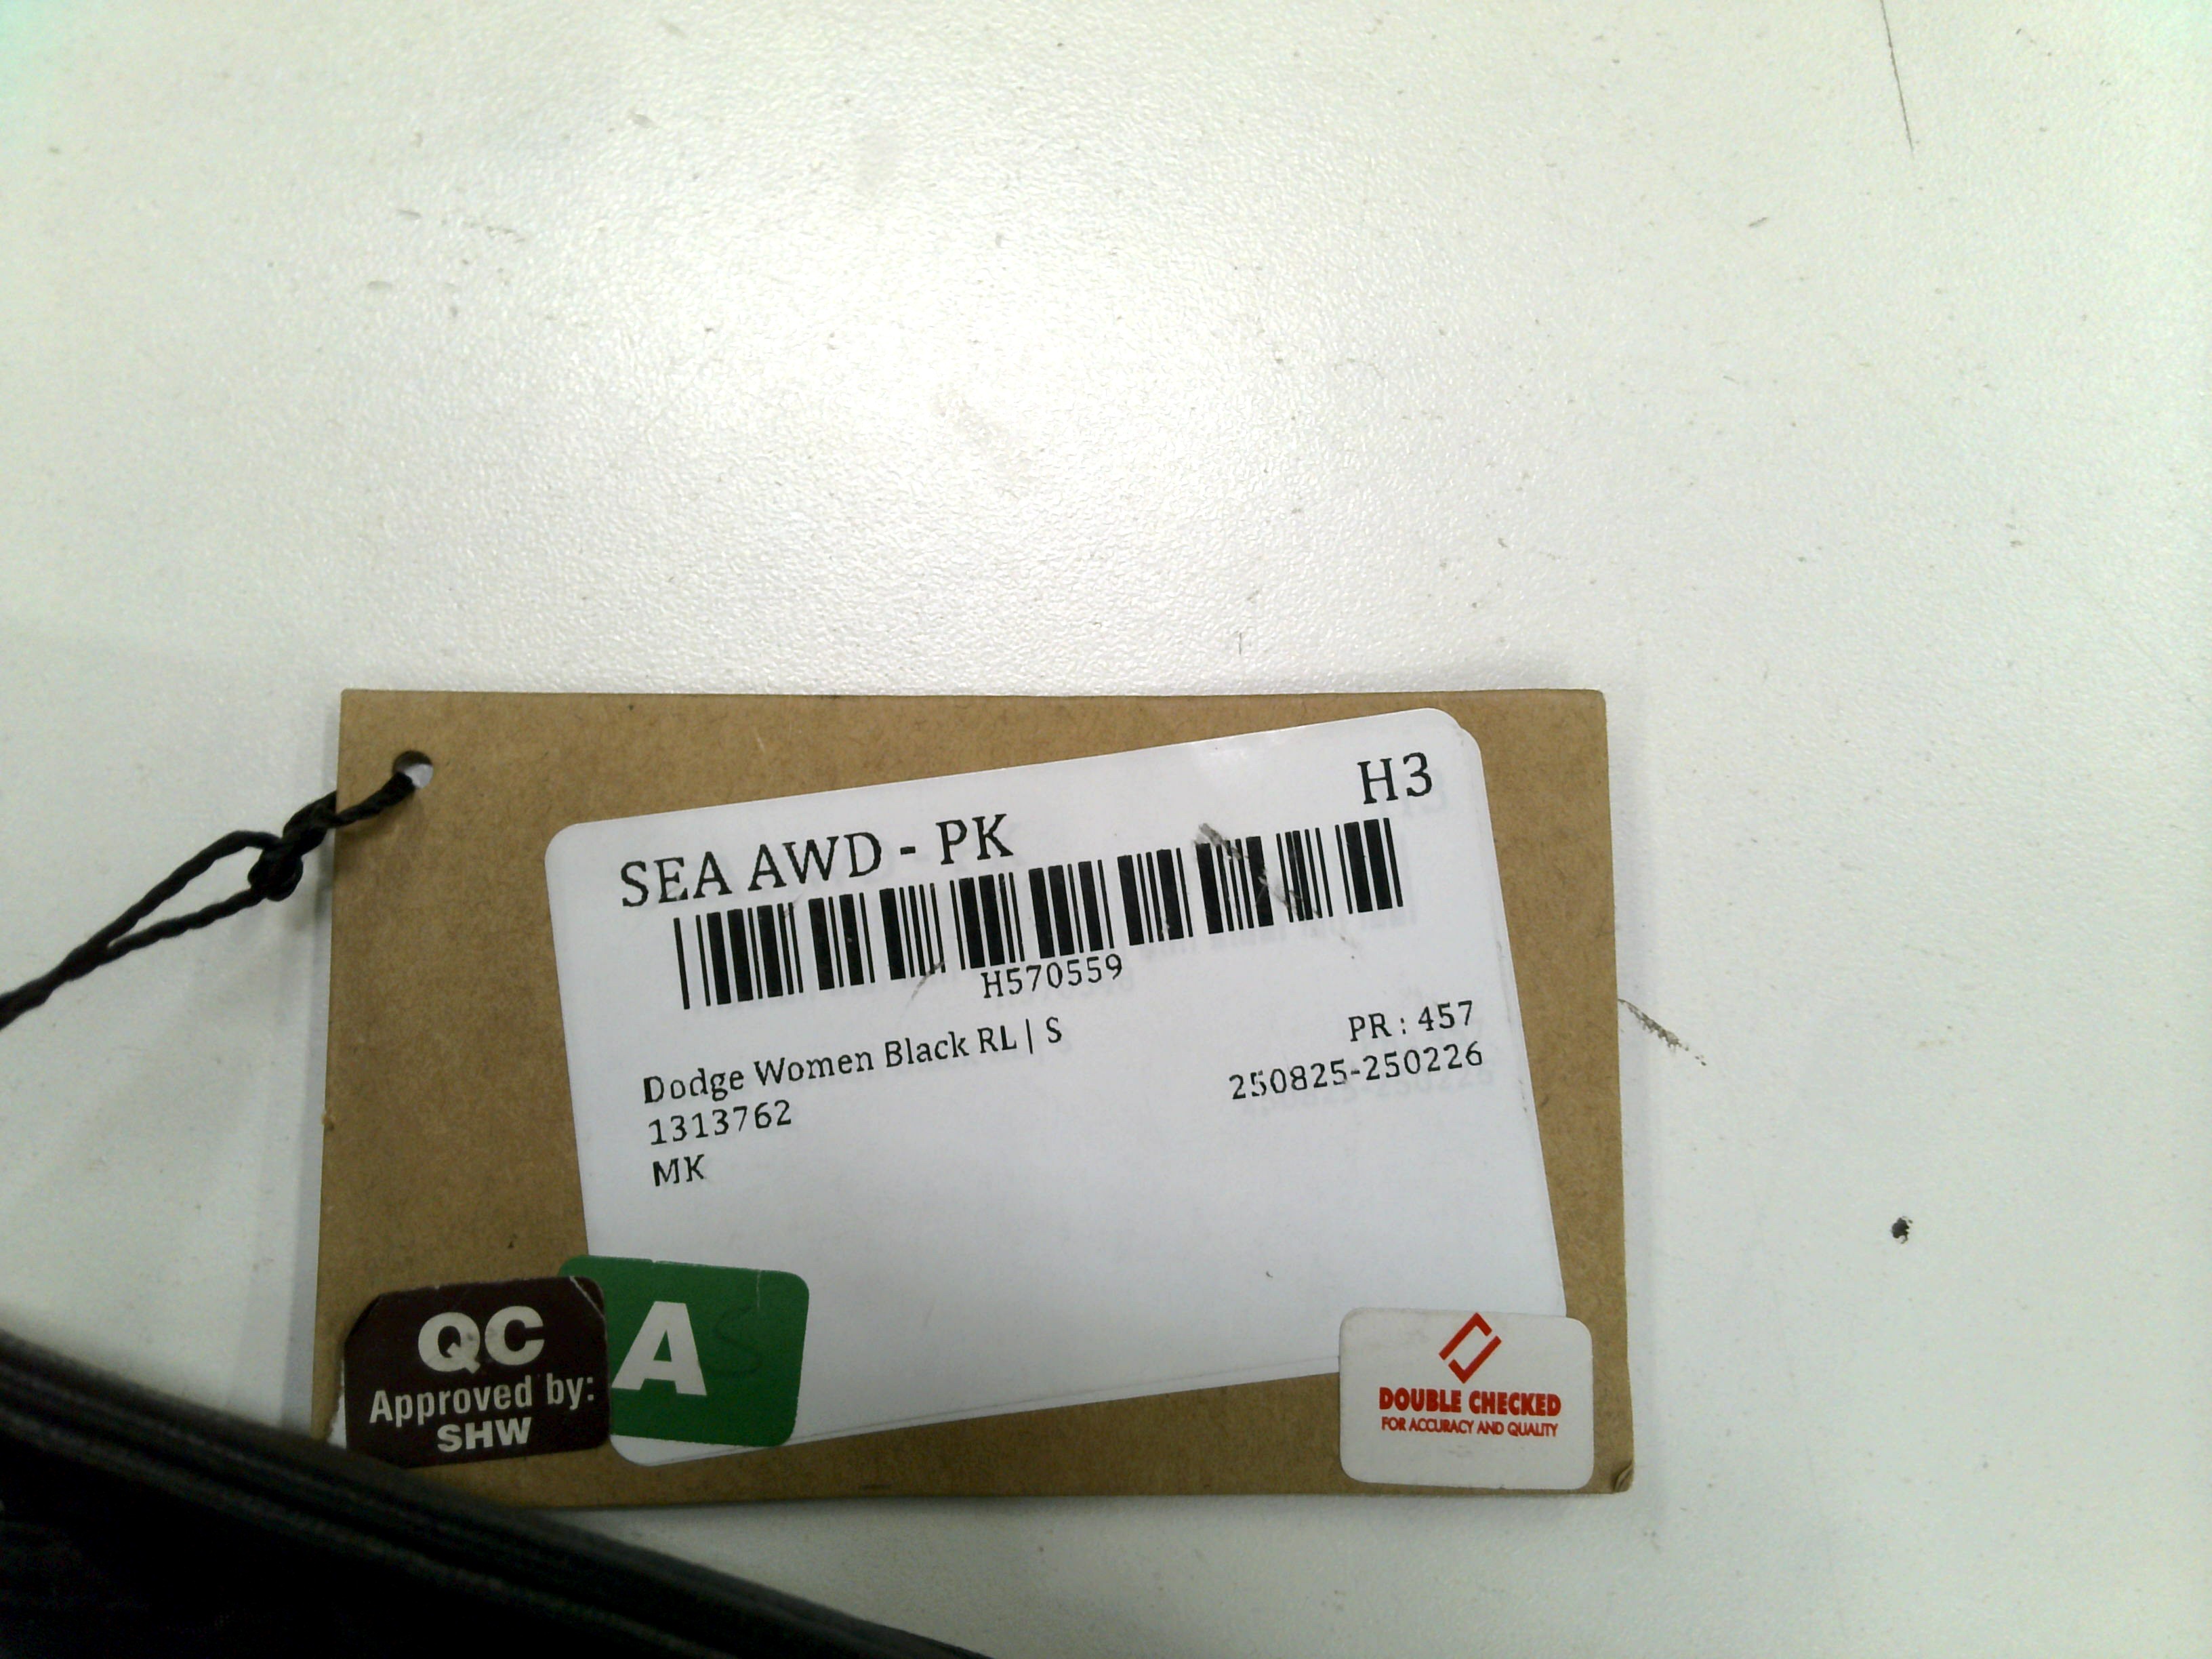 H3
SEA AWD - PK
H570559
Dodge Women Black RL | S
PR : 457
1313762
250825-250226
MK
QC
Approved by:
SHW
A
DOUBLE CHECKED
FOR ACCURACY AND QUALITY